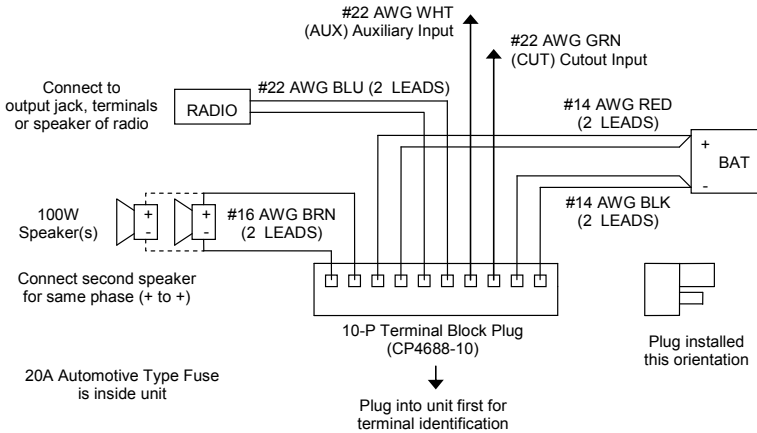 #22 AWG WHT
(AUX) Auxiliary Input
#22 AWG GRN
(CUT) Cutout Input
Connect to
output jack, terminals
or speaker of radio
RADIO
#22 AWG BLU (2 LEADS)
#14 AWG RED
(2 LEADS)
+
BAT
-
#14 AWG BLK
(2 LEADS)
100W
Speaker(s)
+
-
+
-
#16 AWG BRN
(2 LEADS)
Connect second speaker
for same phase (+ to +)
10-P Terminal Block Plug
(CP4688-10)
Plug installed
this orientation
20A Automotive Type Fuse
is inside unit
Plug into unit first for
terminal identification